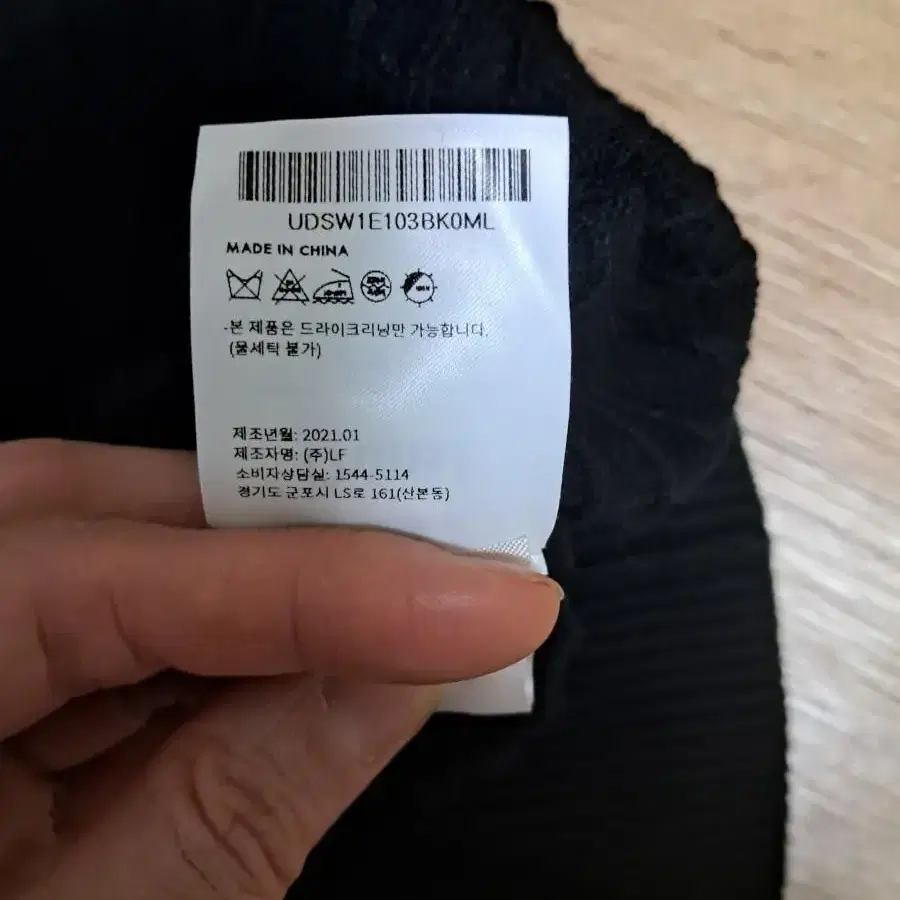 UDSW1E103BK0ML
MADE IN CHINA
-본 제품은 드라이크리닝만 가능합니다.
(물세탁 불가)
제조년월: 2021.01
제조자명: (주)LF
소비자상담실: 1544-5114
경기도 군포시 LS로 161(산본동)